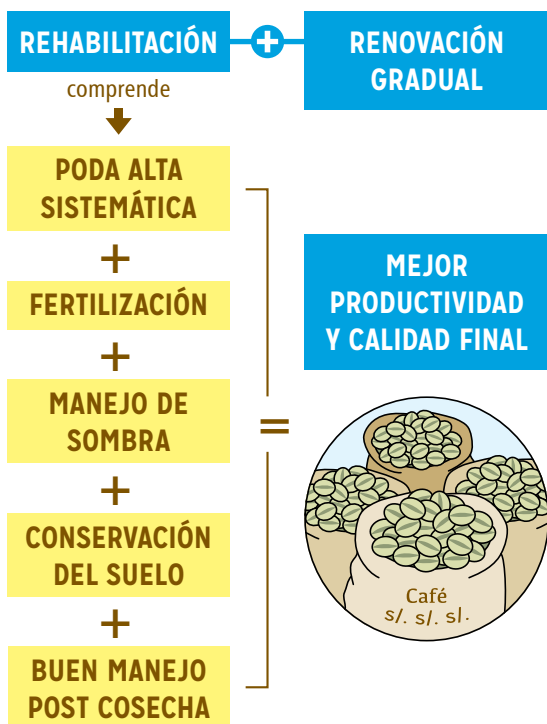 REHABILITACIÓN
+
RENOVACIÓN
GRADUAL
comprende
PODA ALTA
SISTEMÁTICA
+
FERTILIZACIÓN
+
MANEJO DE
SOMBRA
+
CONSERVACIÓN
DEL SUELO
+
BUEN MANEJO
POST COSECHA
=
MEJOR
PRODUCTIVIDAD
Y CALIDAD FINAL
Café
s/. s/. sl.